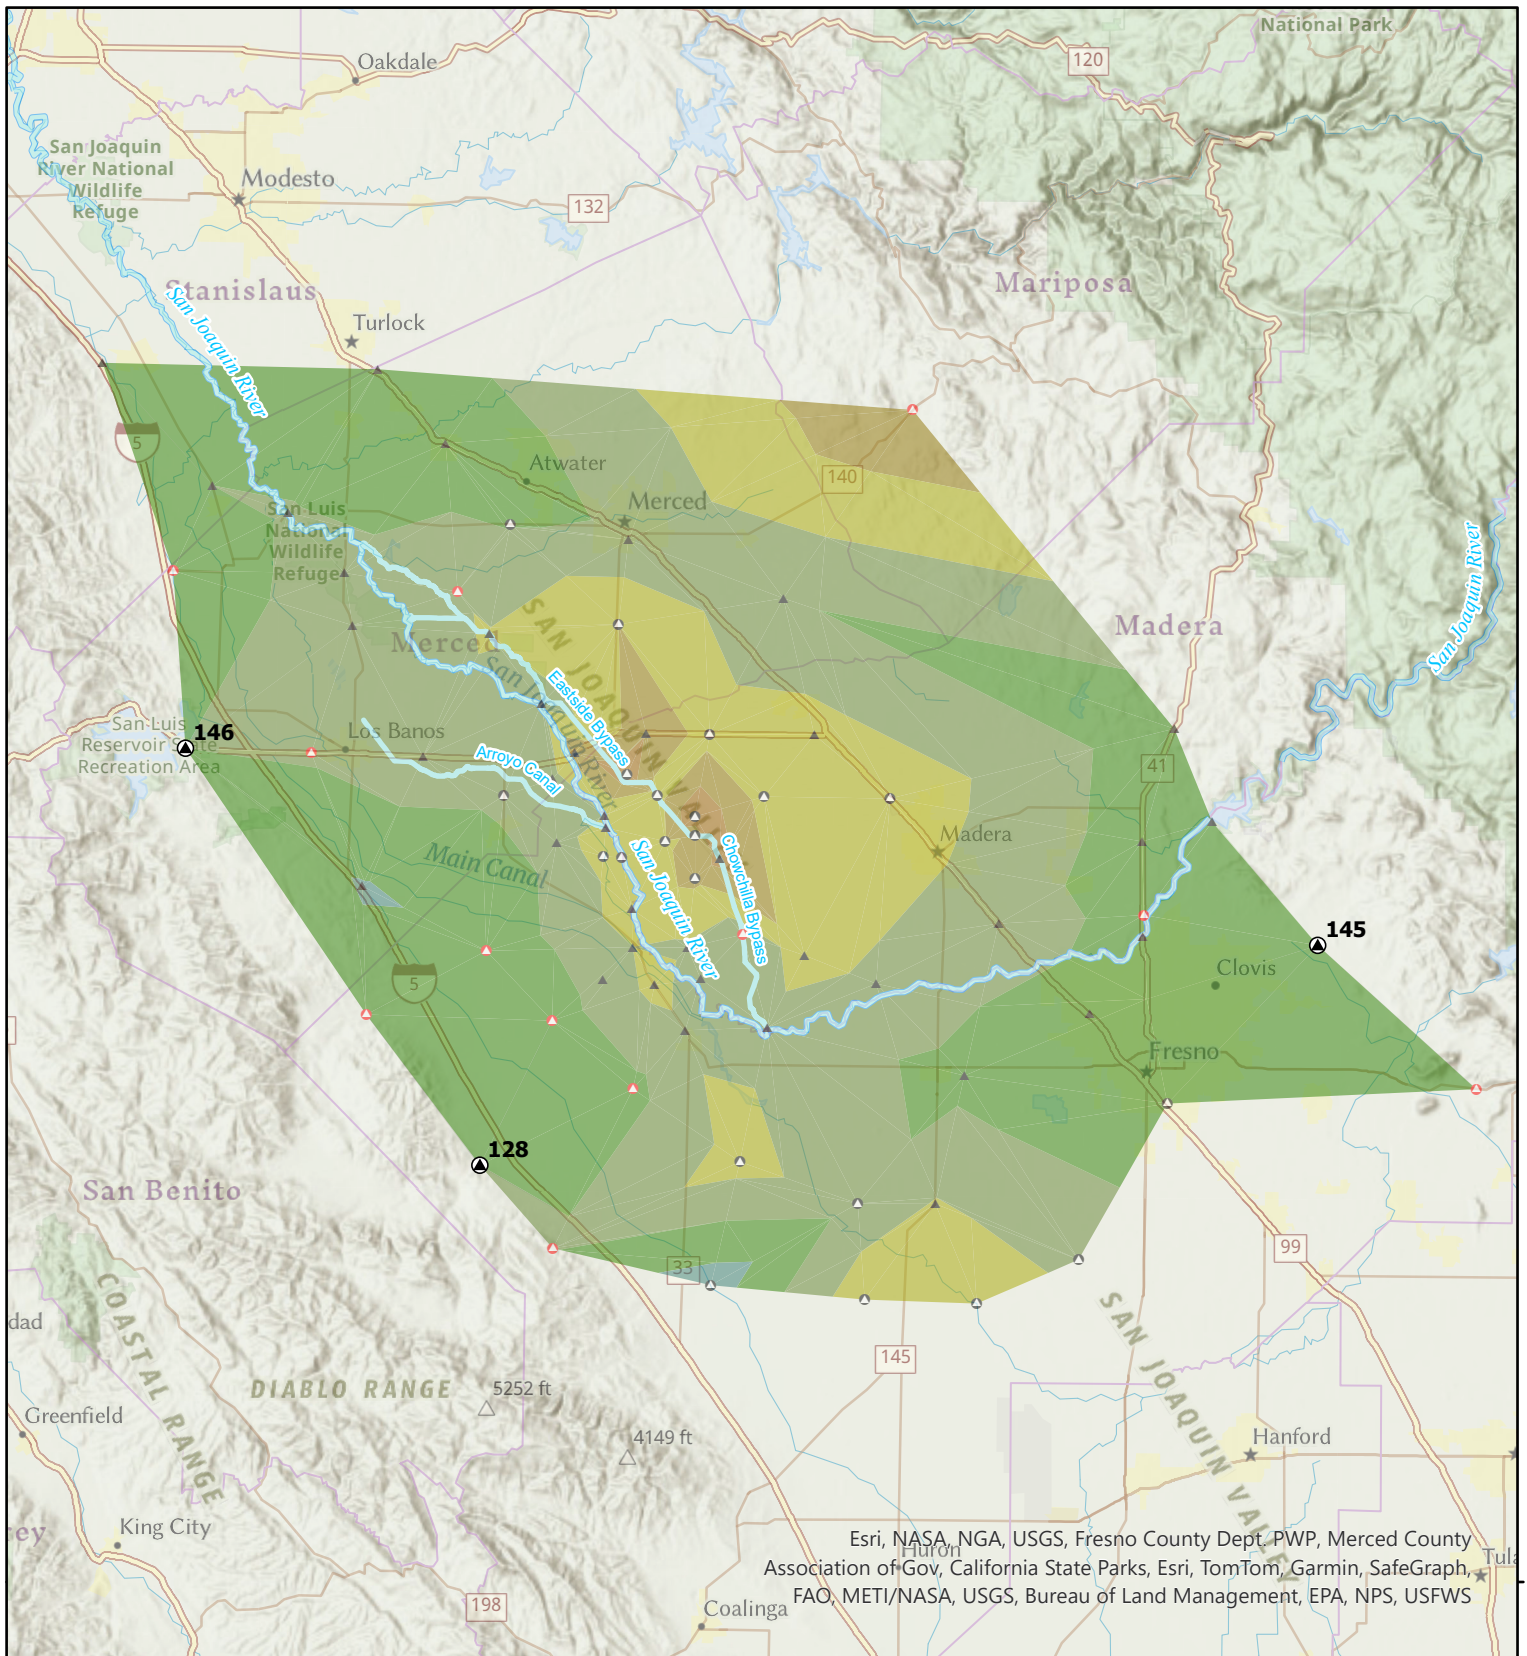 National Park
120
Oakdale
San Joaquin
River National
Wildlife
Refuge
Modesto
132
Stanislaus
Mariposa
San Joaquin River
Turlock
5
Atwater
140
Merced
San Luis
National
Wildlife
Refuge
San Joaquin River
SAN JOAQUIN VALLEY
Madera
Merced
San Joaquin River
Eastside Bypass
San Luis
Reservoir State
Recreation Area
146
Los Banos
Arroyo Canal
41
Madera
Main Canal
San Joaquin River
Chowchilla Bypass
145
Clovis
5
Fresno
128
San Benito
33
99
dad
COASTAL RANGE
SAN JOAQUIN VALLEY
145
DIABLO RANGE
5252 ft
Greenfield
4149 ft
Hanford
King City
ey
Huron
Esri, NASA, NGA, USGS, Fresno County Dept. PWP, Merced County
Association of Gov, California State Parks, Esri, TomTom, Garmin, SafeGraph,
FAO, METI/NASA, USGS, Bureau of Land Management, EPA, NPS, USFWS
Tula
198
Coalinga